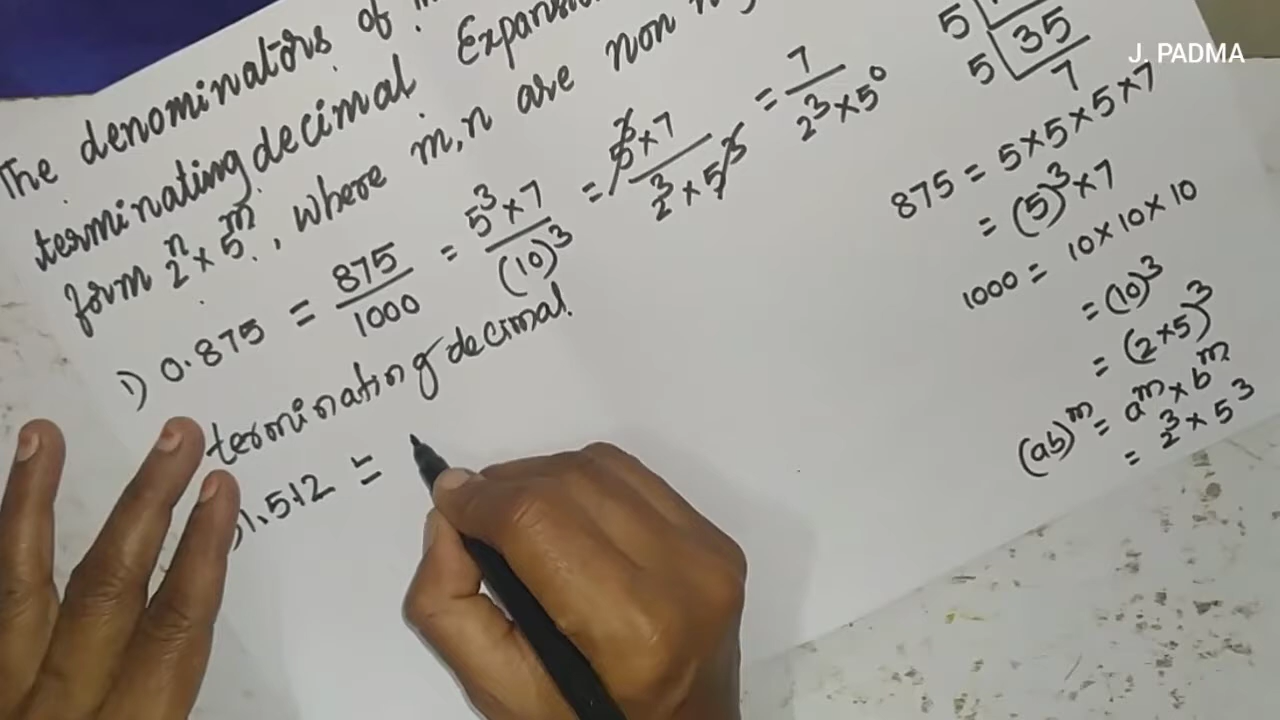 The denominators of
terminating decimal Expansi
form 2ⁿ × 5ᵐ, where m,n are non
1) 0.875 = 875/1000 = 5³×7/(10)³ = 5³×7/2³×5³ = 7/2³×5⁰
terminating decimal.
)1.512 =
5
5 35
7
875 = 5×5×5×7
= (5)³×7
1000 = 10×10×10
= (10)³
= (2×5)³
(ab)ᵐ = aᵐ×bᵐ
= 2³×5³
J. PADMA